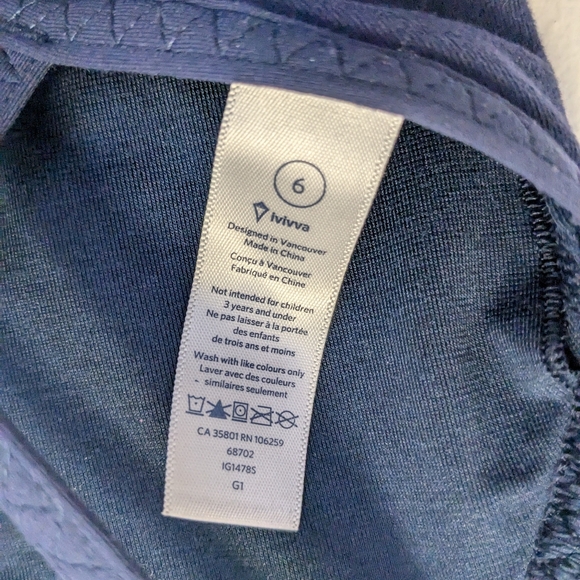 6
ivivva
Designed in Vancouver
Made in China
Conçu à Vancouver
Fabriqué en Chine
Not intended for children
3 years and under
Ne pas laisser à la portée
des enfants
de trois ans et moins
Wash with like colours only
Laver avec des couleurs
similaires seulement
CA 35801 RN 106259
68702
IG1478S
G1